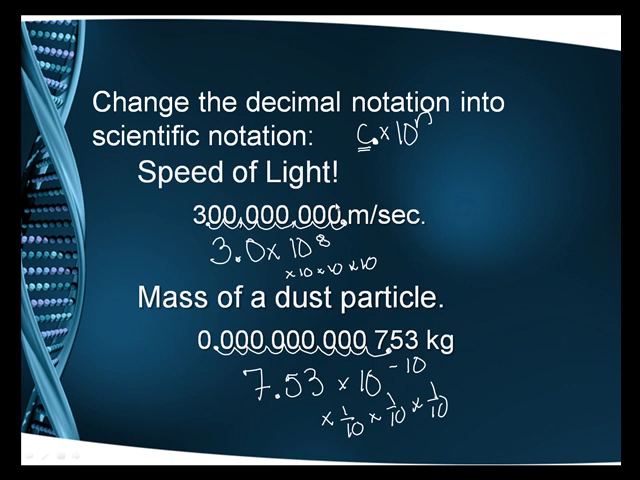 Change the decimal notation into
scientific notation: c.×10ⁿ
Speed of Light!
300,000,000.m/sec.
3.0×10⁸
×10×10×10
Mass of a dust particle.
0.000,000,000,753 kg
7.53×10⁻¹⁰
×1/10×1/10×1/10